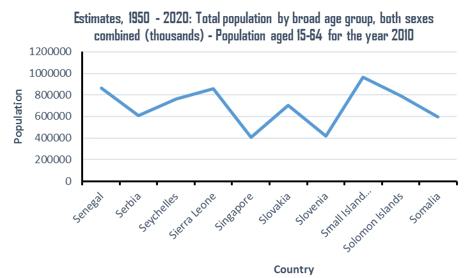 Estimates, 1950 - 2020: Total population by broad age group, both sexes
combined (thousands) - Population aged 15-64 for the year 2010
1200000
1000000
800000
600000
400000
200000
0
Population
Senegal
Serbia
Seychelles
Sierra Leone
Singapore
Slovakia
Slovenia
Small Island...
Solomon Islands
Somalia
Country